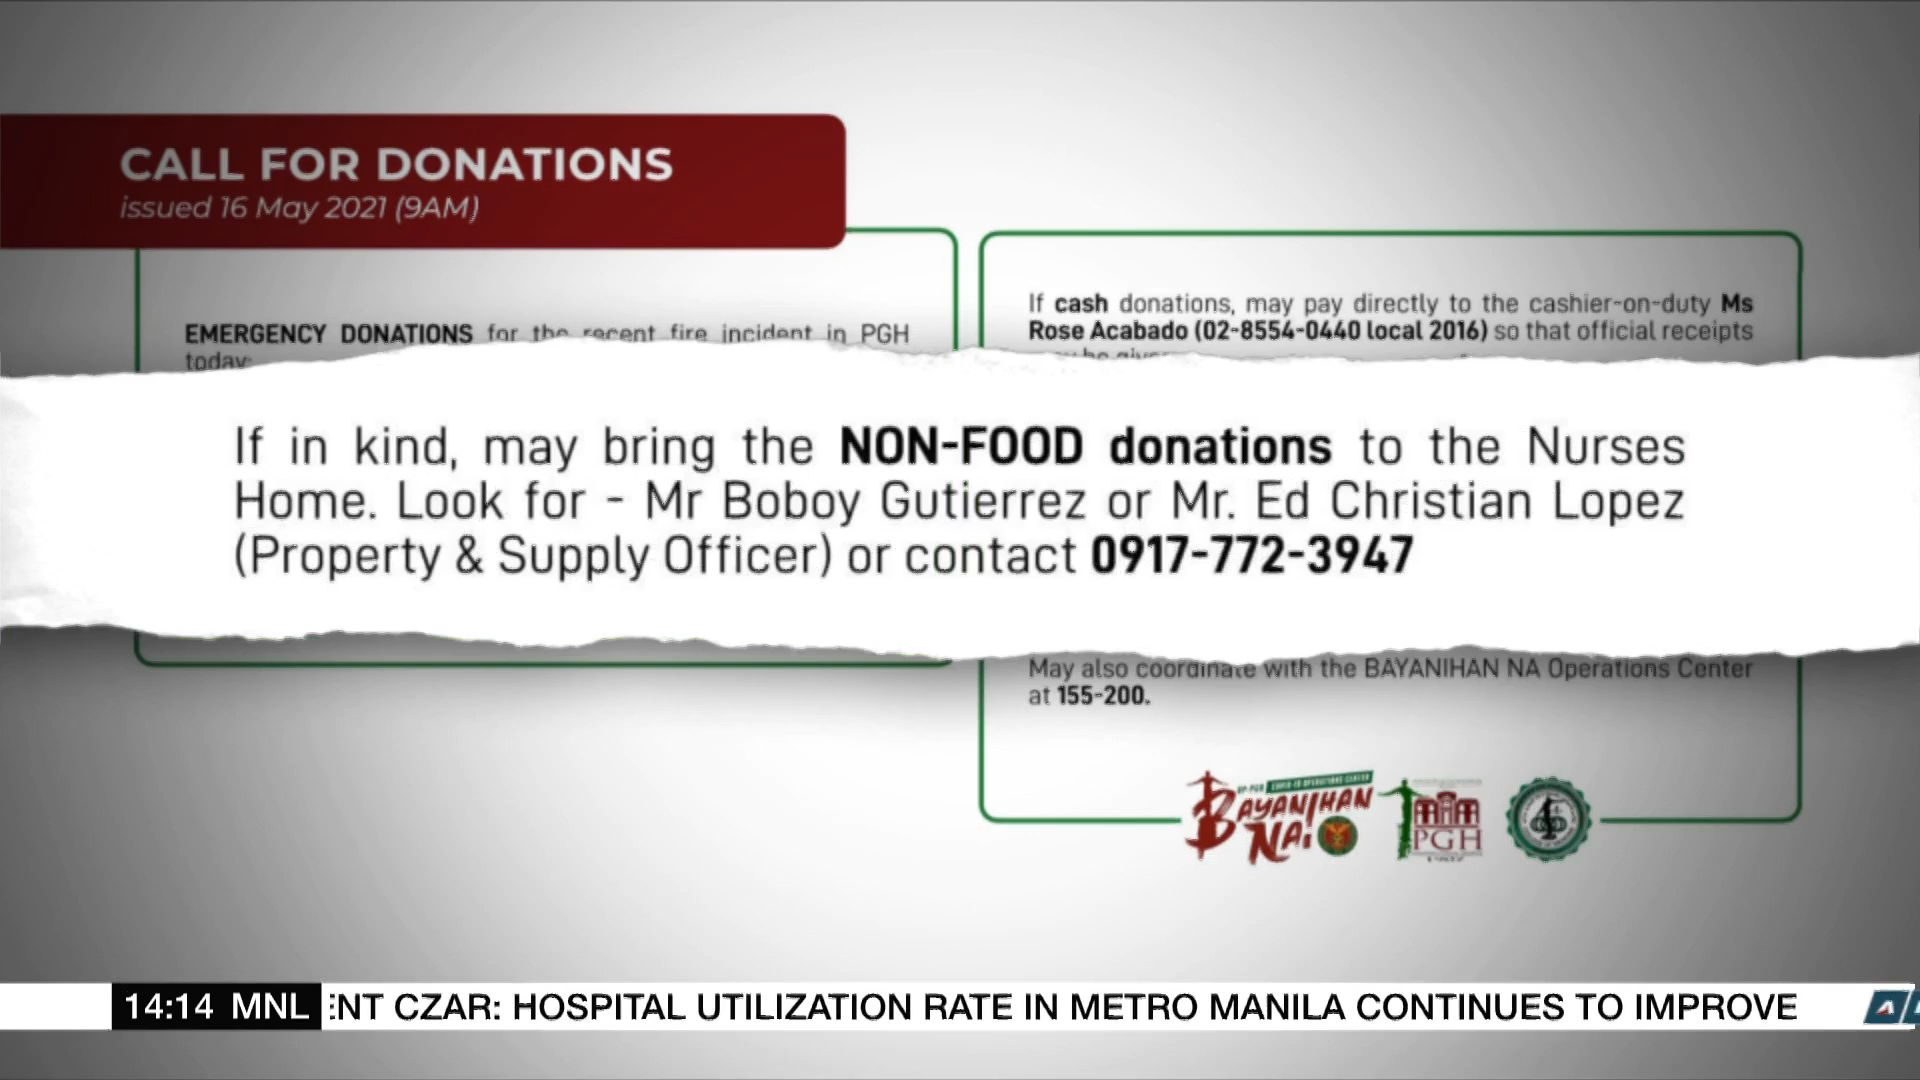 CALL FOR DONATIONS
issued 16 May 2021 (9AM)
EMERGENCY DONATIONS for the recent fire incident in PGH
today:
If cash donations, may pay directly to the cashier-on-duty Ms
Rose Acabado (02-8554-0440 local 2016) so that official receipts
If in kind, may bring the NON-FOOD donations to the Nurses
Home. Look for - Mr Boboy Gutierrez or Mr. Ed Christian Lopez
(Property & Supply Officer) or contact 0917-772-3947
May also coordinate with the BAYANIHAN NA Operations Center
at 155-200.
BAYANIHAN
NA!
PGH
14:14 MNL ENT CZAR: HOSPITAL UTILIZATION RATE IN METRO MANILA CONTINUES TO IMPROVE